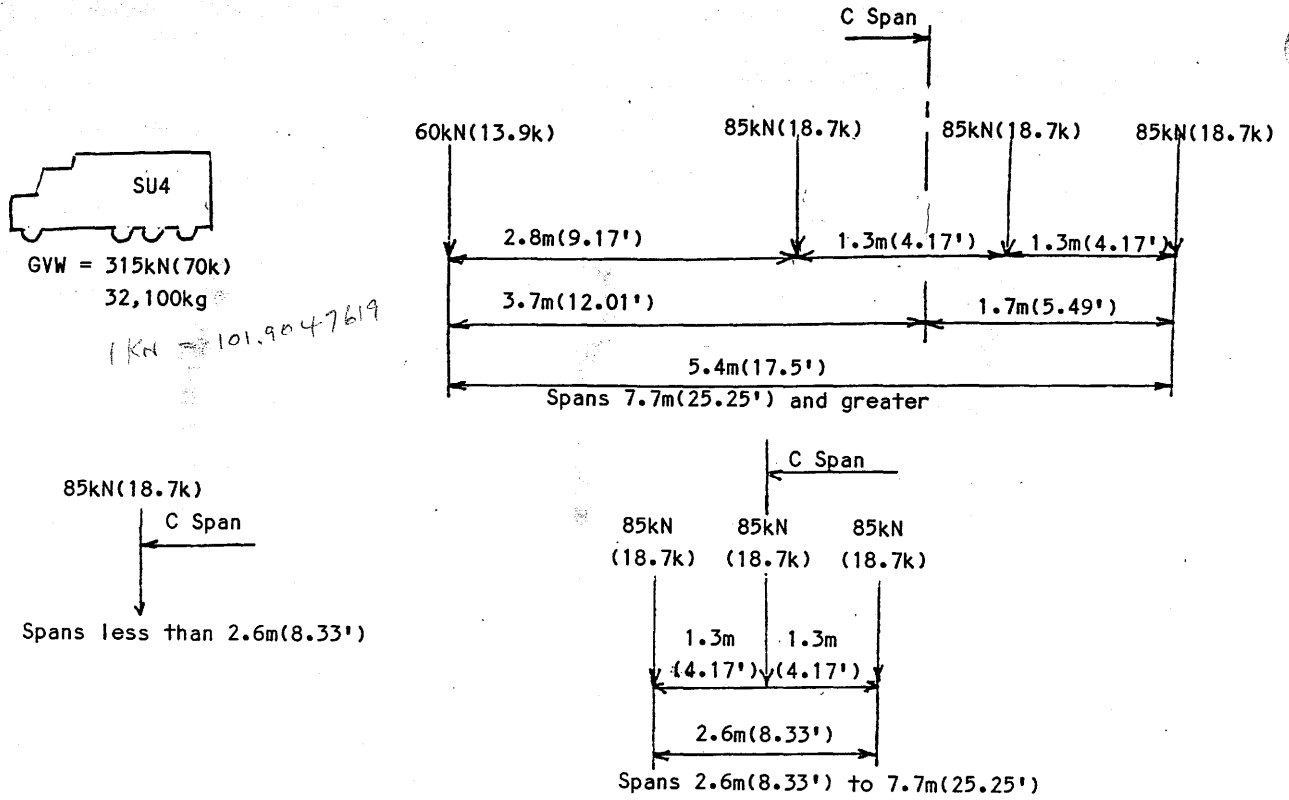 C Span
60kN(13.9k) 85kN(18.7k) 85kN(18.7k) 85kN(18.7k)
SU4
GVW = 315kN(70k)
32,100kg
1 KN = 101.9047619
2.8m(9.17') 1.3m(4.17') 1.3m(4.17')
3.7m(12.01') 1.7m(5.49')
5.4m(17.5')
Spans 7.7m(25.25') and greater
85kN(18.7k)
C Span
Spans less than 2.6m(8.33')
C Span
85kN 85kN 85kN
(18.7k) (18.7k) (18.7k)
1.3m 1.3m
(4.17') (4.17')
2.6m(8.33')
Spans 2.6m(8.33') to 7.7m(25.25')